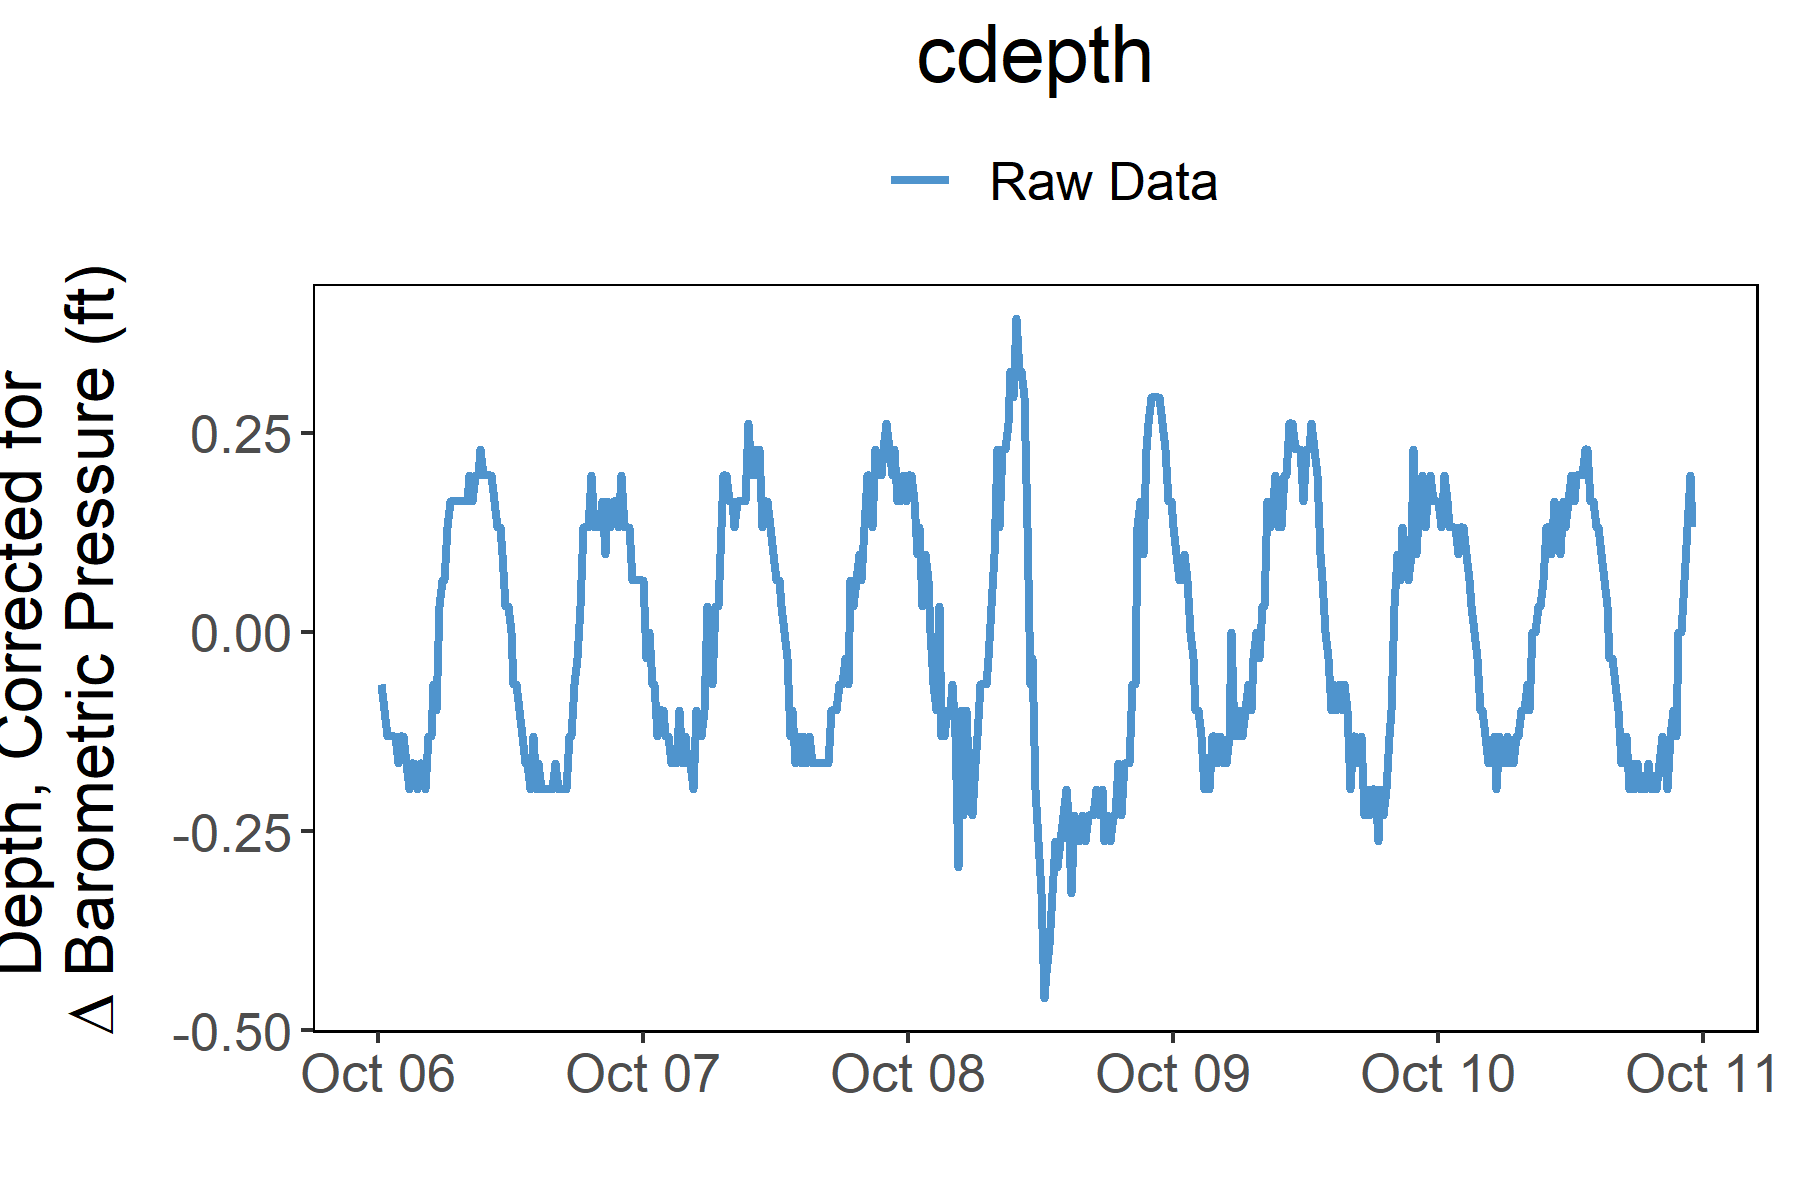 cdepth
Raw Data
Depth, Corrected for
Δ Barometric Pressure (ft)
0.25
0.00
-0.25
-0.50
Oct 06
Oct 07
Oct 08
Oct 09
Oct 10
Oct 11